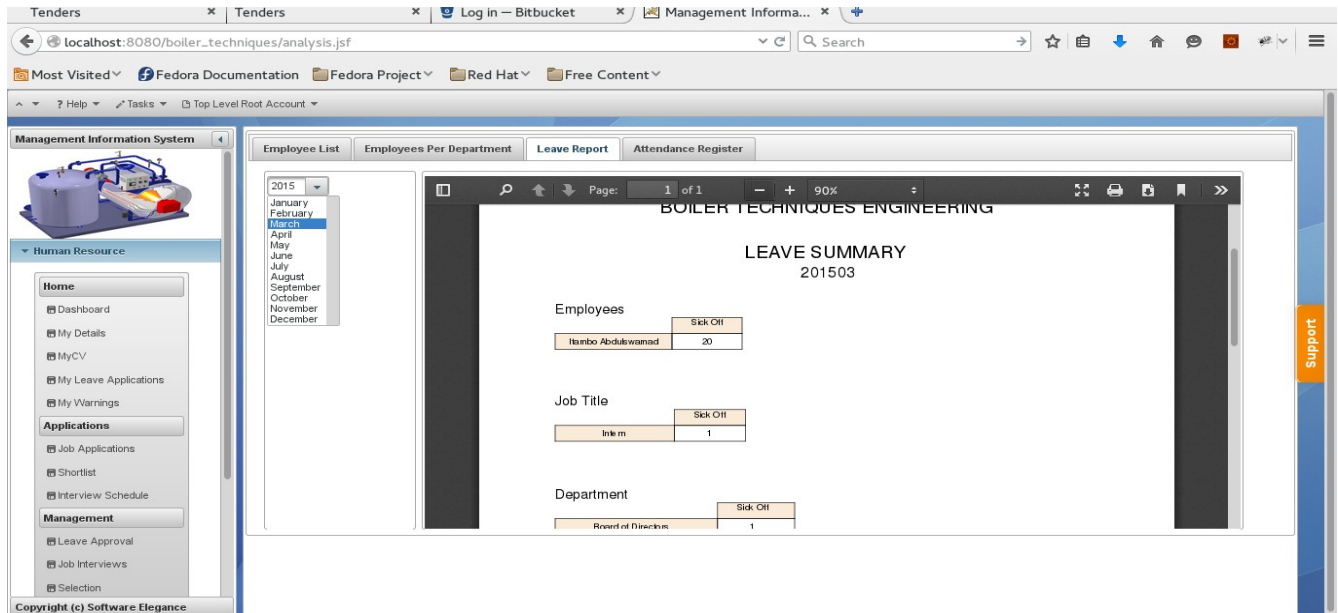 Tenders × Tenders × Log in — Bitbucket × Management Informa... ×
localhost:8080/boiler_techniques/analysis.jsf Search
Most Visited Fedora Documentation Fedora Project Red Hat Free Content
? Help Tasks Top Level Root Account
Management Information System
Human Resource
Home
Dashboard
My Details
MyCV
My Leave Applications
My Warnings
Applications
Job Applications
Shortlist
Interview Schedule
Management
Leave Approval
Job Interviews
Selection
Copyright (c) Software Elegance
Employee List Employees Per Department Leave Report Attendance Register
2015
January
February
March
April
May
June
July
August
September
October
November
December
Page: 1 of 1 — + 90%
BOILER TECHNIQUES ENGINEERING
LEAVE SUMMARY
201503
Employees
Sick Off
Itambo Abdulswamad 20
Job Title
Sick Off
Intern 1
Department
Sick Off
Board of Directors 1
Support